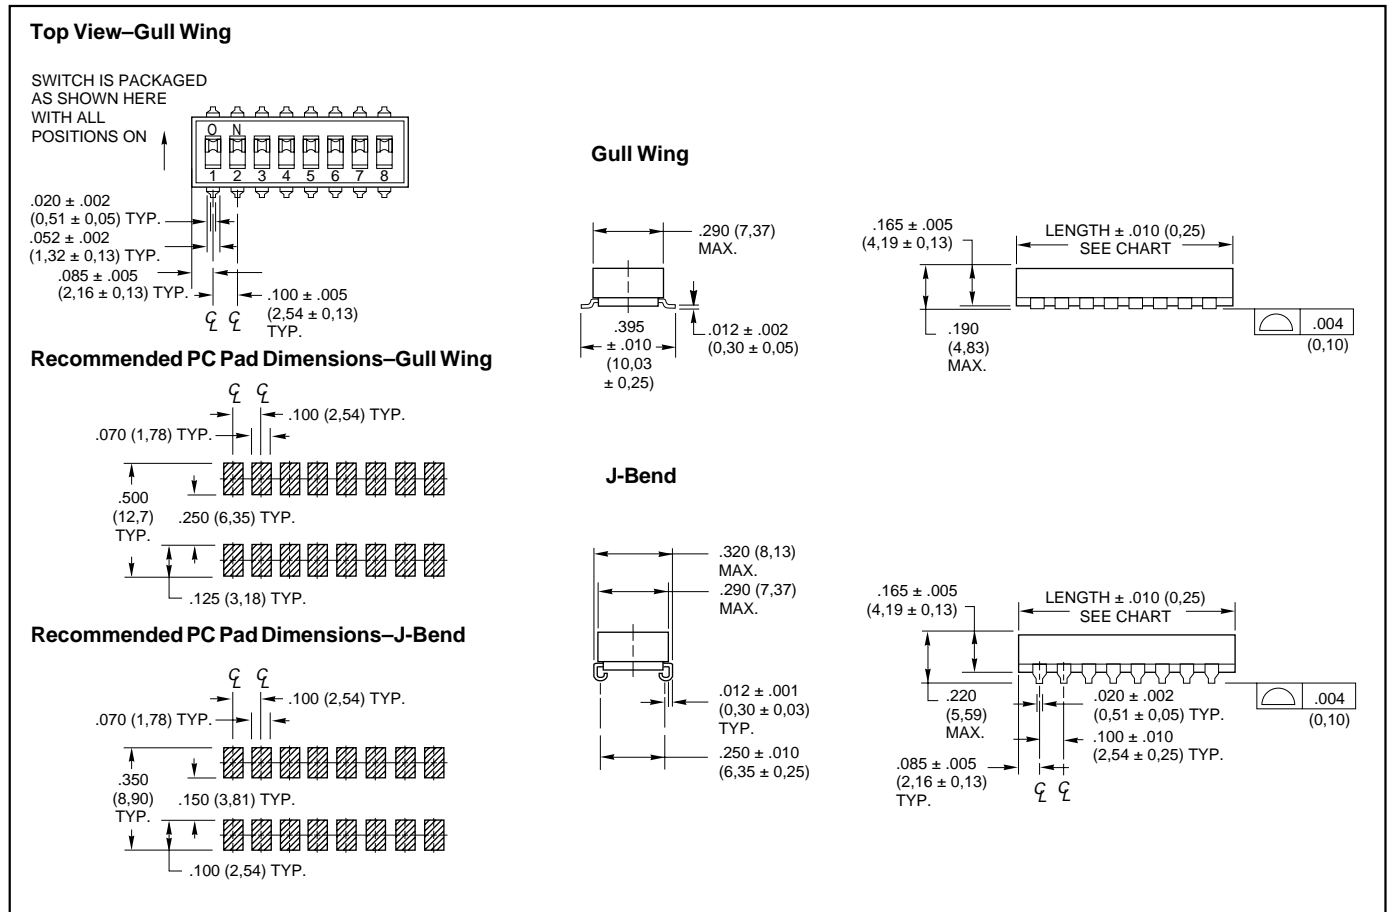 Top View–Gull Wing
SWITCH IS PACKAGED
AS SHOWN HERE
WITH ALL
POSITIONS ON
O N
1 2 3 4 5 6 7 8
.020 ± .002
(0,51 ± 0,05) TYP.
.052 ± .002
(1,32 ± 0,13) TYP.
.085 ± .005
(2,16 ± 0,13) TYP.
.100 ± .005
(2,54 ± 0,13)
TYP.
℄ ℄
Gull Wing
.290 (7,37)
MAX.
.395
± .010
(10,03
± 0,25)
.012 ± .002
(0,30 ± 0,05)
.165 ± .005
(4,19 ± 0,13)
LENGTH ± .010 (0,25)
SEE CHART
.190
(4,83)
MAX.
.004
(0,10)
Recommended PC Pad Dimensions–Gull Wing
℄ ℄
.100 (2,54) TYP.
.070 (1,78) TYP.
.500
(12,7)
TYP.
.250 (6,35) TYP.
.125 (3,18) TYP.
J-Bend
.320 (8,13)
MAX.
.290 (7,37)
MAX.
.012 ± .001
(0,30 ± 0,03)
TYP.
.250 ± .010
(6,35 ± 0,25)
.165 ± .005
(4,19 ± 0,13)
LENGTH ± .010 (0,25)
SEE CHART
.220
(5,59)
MAX.
.020 ± .002
(0,51 ± 0,05) TYP.
.100 ± .010
(2,54 ± 0,25) TYP.
.085 ± .005
(2,16 ± 0,13)
TYP.
℄ ℄
.004
(0,10)
Recommended PC Pad Dimensions–J-Bend
℄ ℄
.100 (2,54) TYP.
.070 (1,78) TYP.
.350
(8,90)
TYP.
.150 (3,81) TYP.
.100 (2,54) TYP.